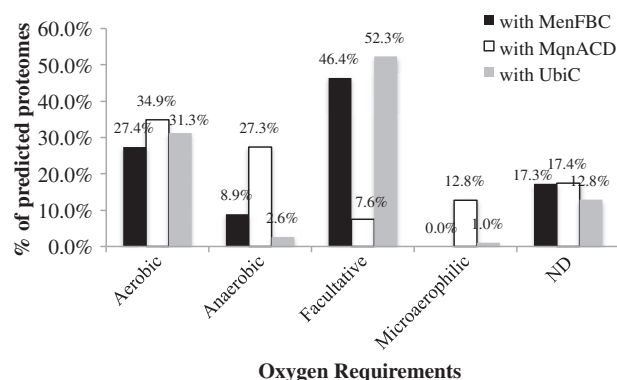 60.0%
50.0%
40.0%
30.0%
20.0%
10.0%
0.0%
% of predicted proteomes
27.4%
34.9%
31.3%
8.9%
27.3%
2.6%
46.4%
7.6%
52.3%
0.0%
12.8%
1.0%
17.3%
17.4%
12.8%
with MenFBC
with MqnACD
with UbiC
Aerobic
Anaerobic
Facultative
Microaerophilic
ND
Oxygen Requirements